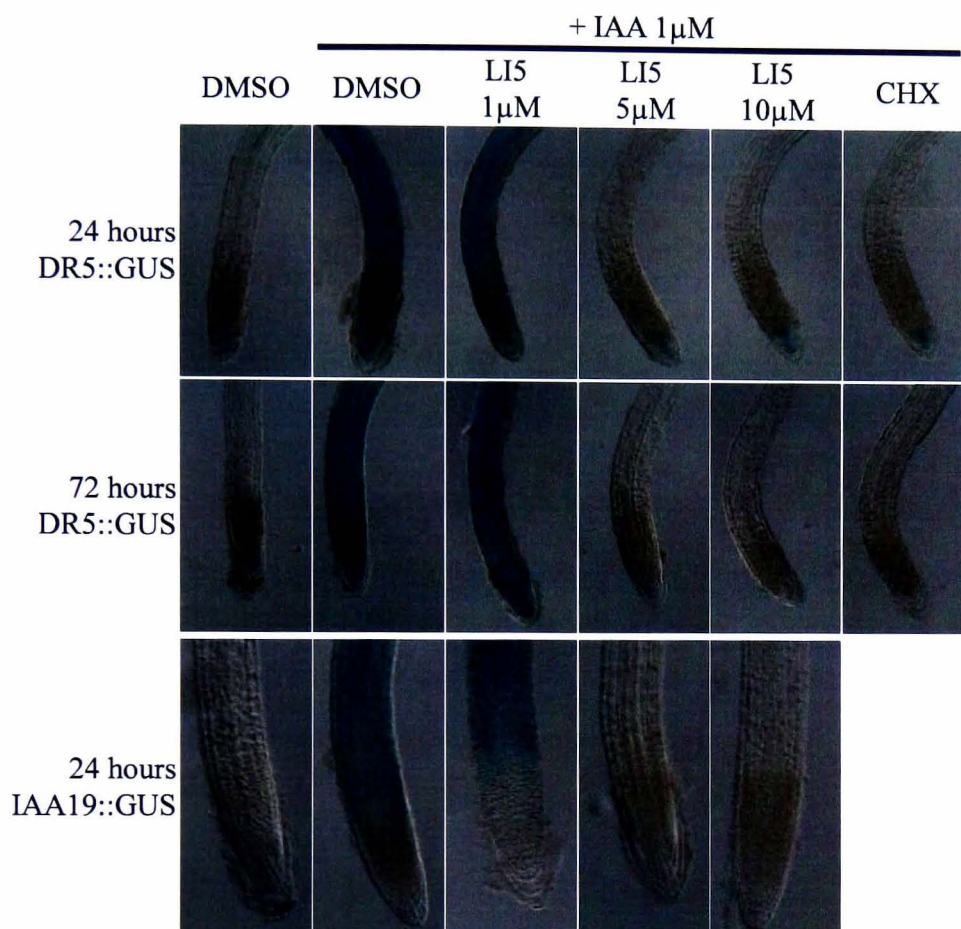 + IAA 1µM
DMSO DMSO LI5 1µM LI5 5µM LI5 10µM CHX
24 hours
DR5::GUS
72 hours
DR5::GUS
24 hours
IAA19::GUS